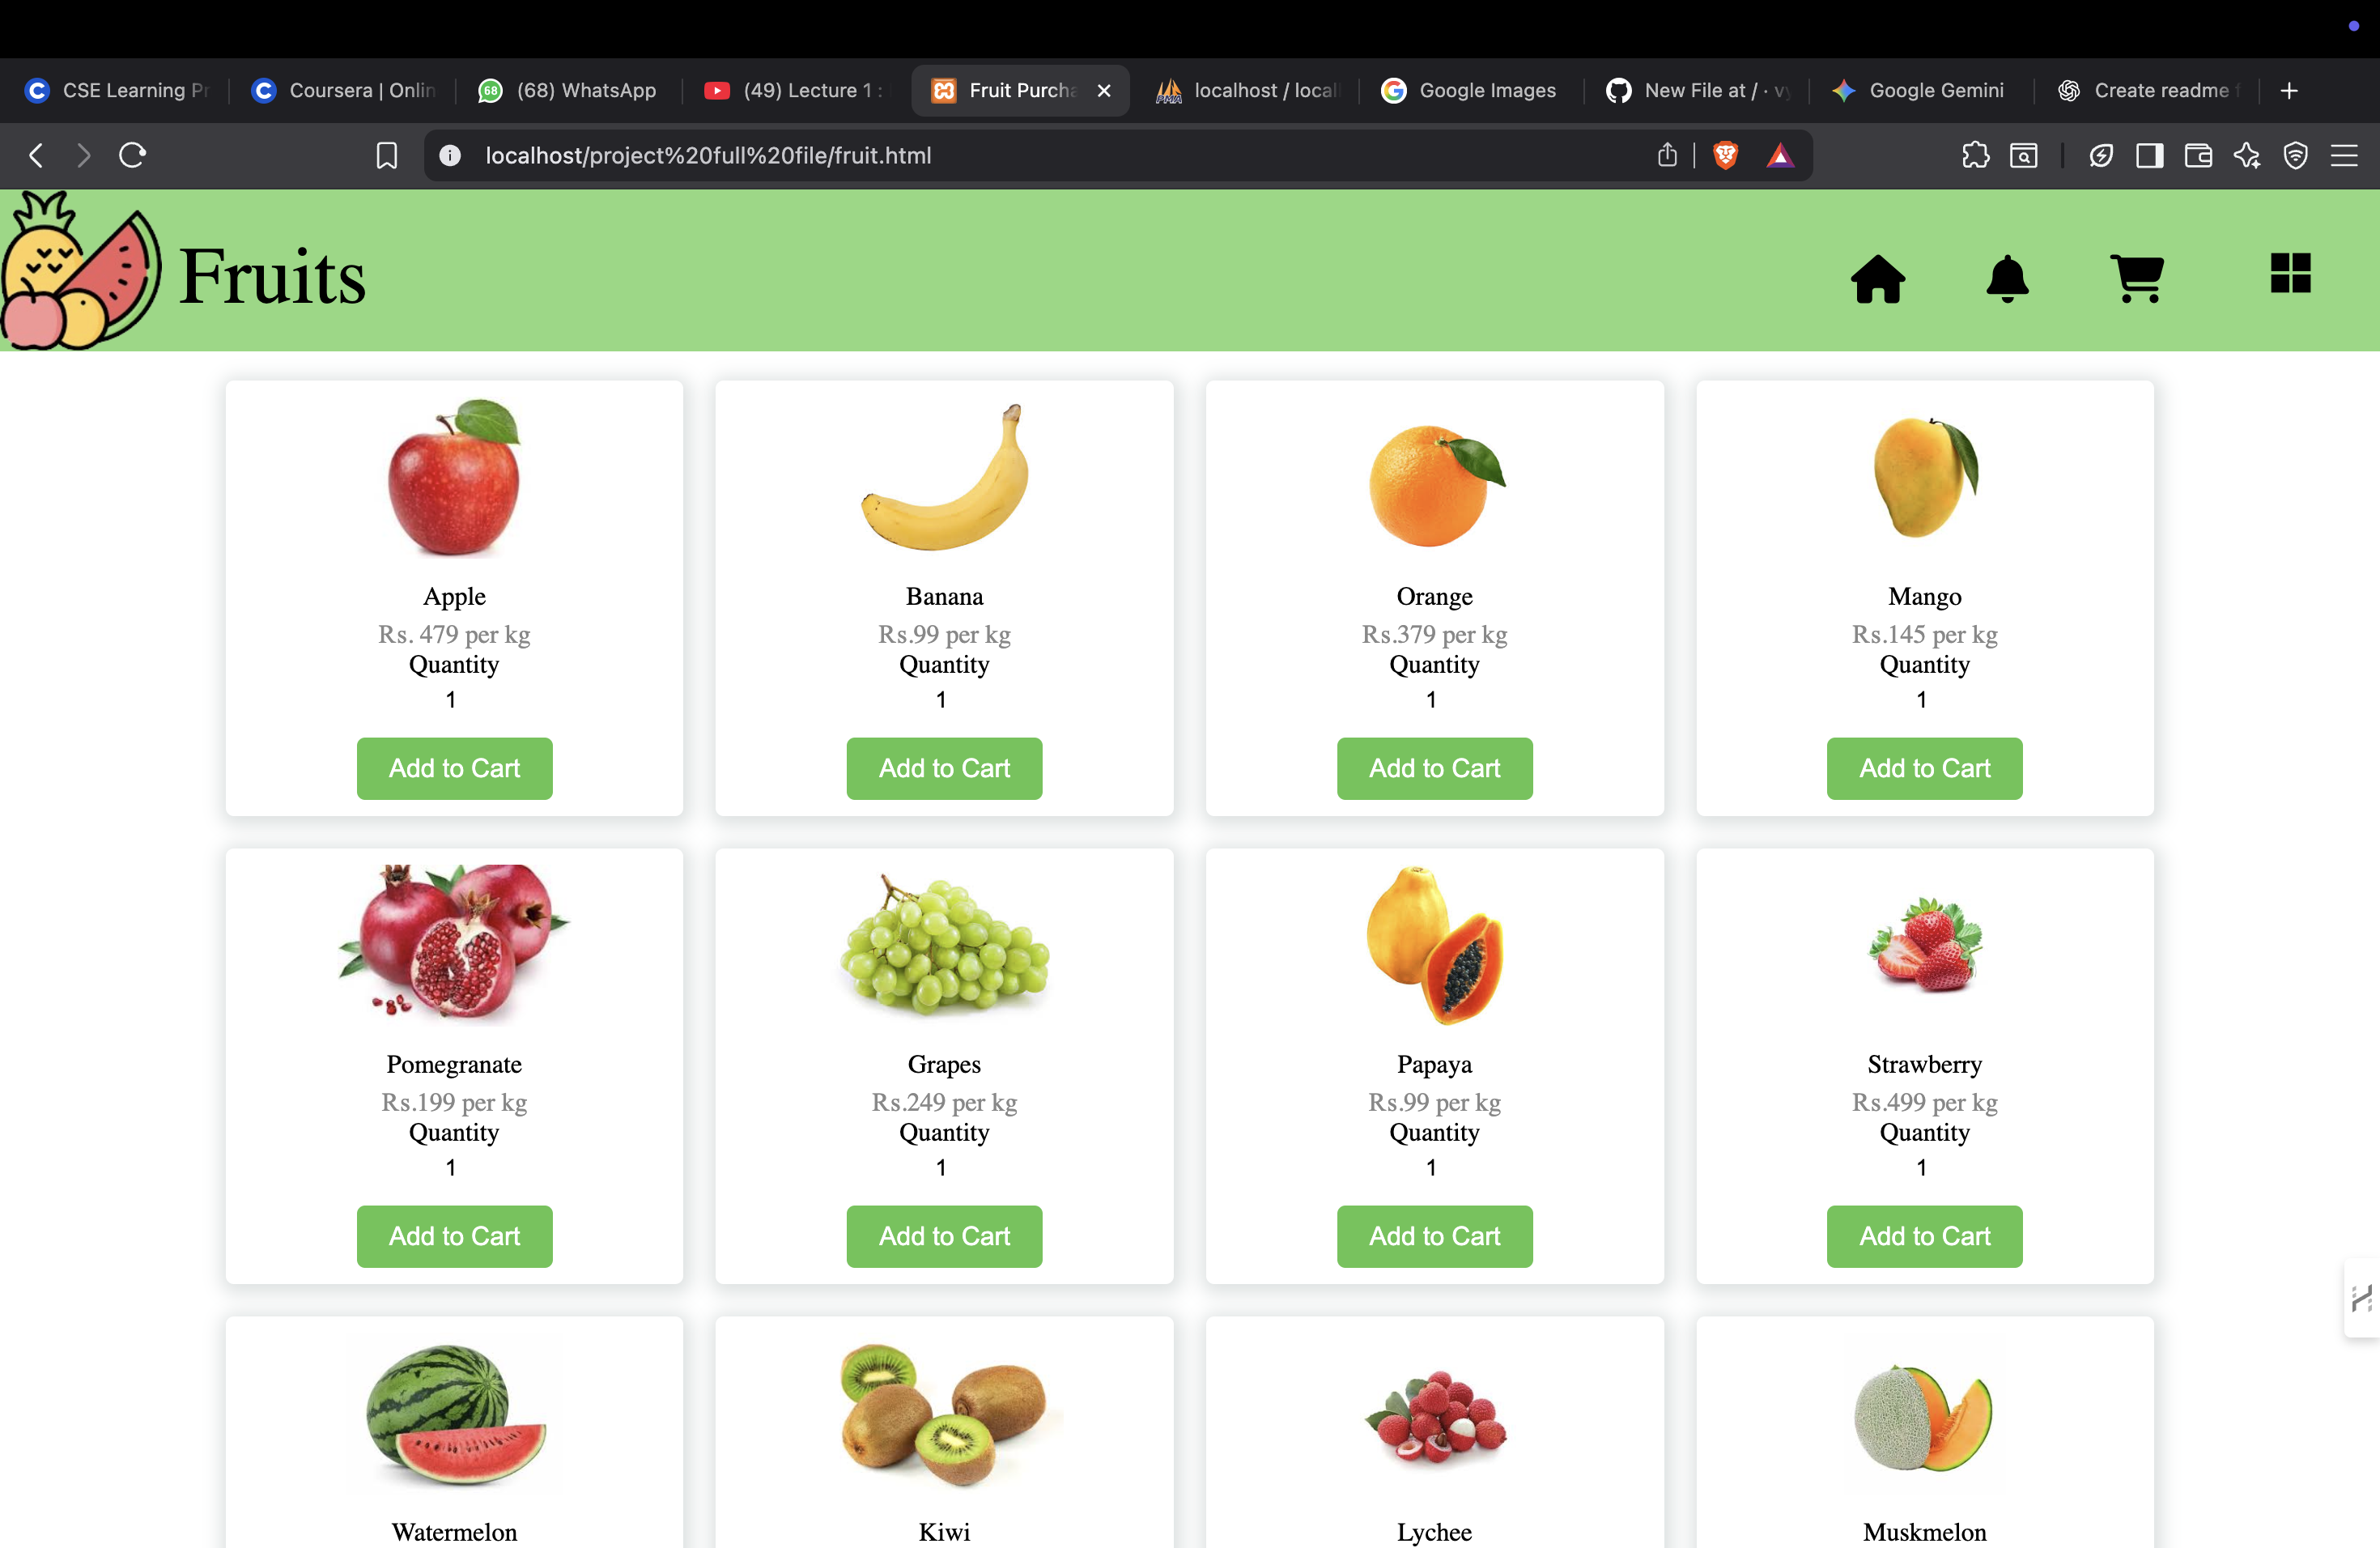 CSE Learning Pr
Coursera | Onlin
(68) WhatsApp
(49) Lecture 1 :
Fruit Purcha
localhost / local
Google Images
New File at / · vy
Google Gemini
Create readme f
localhost/project%20full%20file/fruit.html
Fruits
Apple Banana Orange Mango
Rs. 479 per kg Rs.99 per kg Rs.379 per kg Rs.145 per kg
Quantity Quantity Quantity Quantity
1 1 1 1
Add to Cart Add to Cart Add to Cart Add to Cart
Pomegranate Grapes Papaya Strawberry
Rs.199 per kg Rs.249 per kg Rs.99 per kg Rs.499 per kg
Quantity Quantity Quantity Quantity
1 1 1 1
Add to Cart Add to Cart Add to Cart Add to Cart
Watermelon Kiwi Lychee Muskmelon